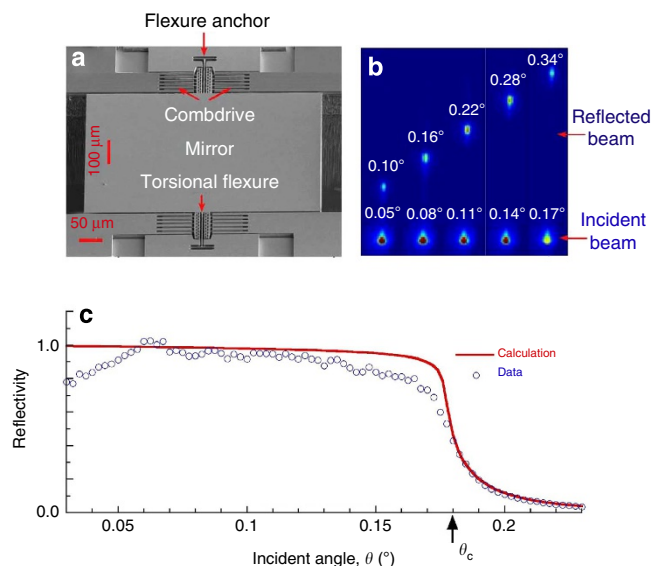 Flexure anchor
a
Combdrive
Mirror
Torsional flexure
100 μm
50 μm
b
0.34°
0.28°
0.22°
0.16°
0.10°
Reflected
beam
0.05° 0.08° 0.11° 0.14° 0.17°
Incident
beam
c
1.0
0.0
Reflectivity
Calculation
Data
0.05 0.1 0.15 0.2
θc
Incident angle, θ (°)